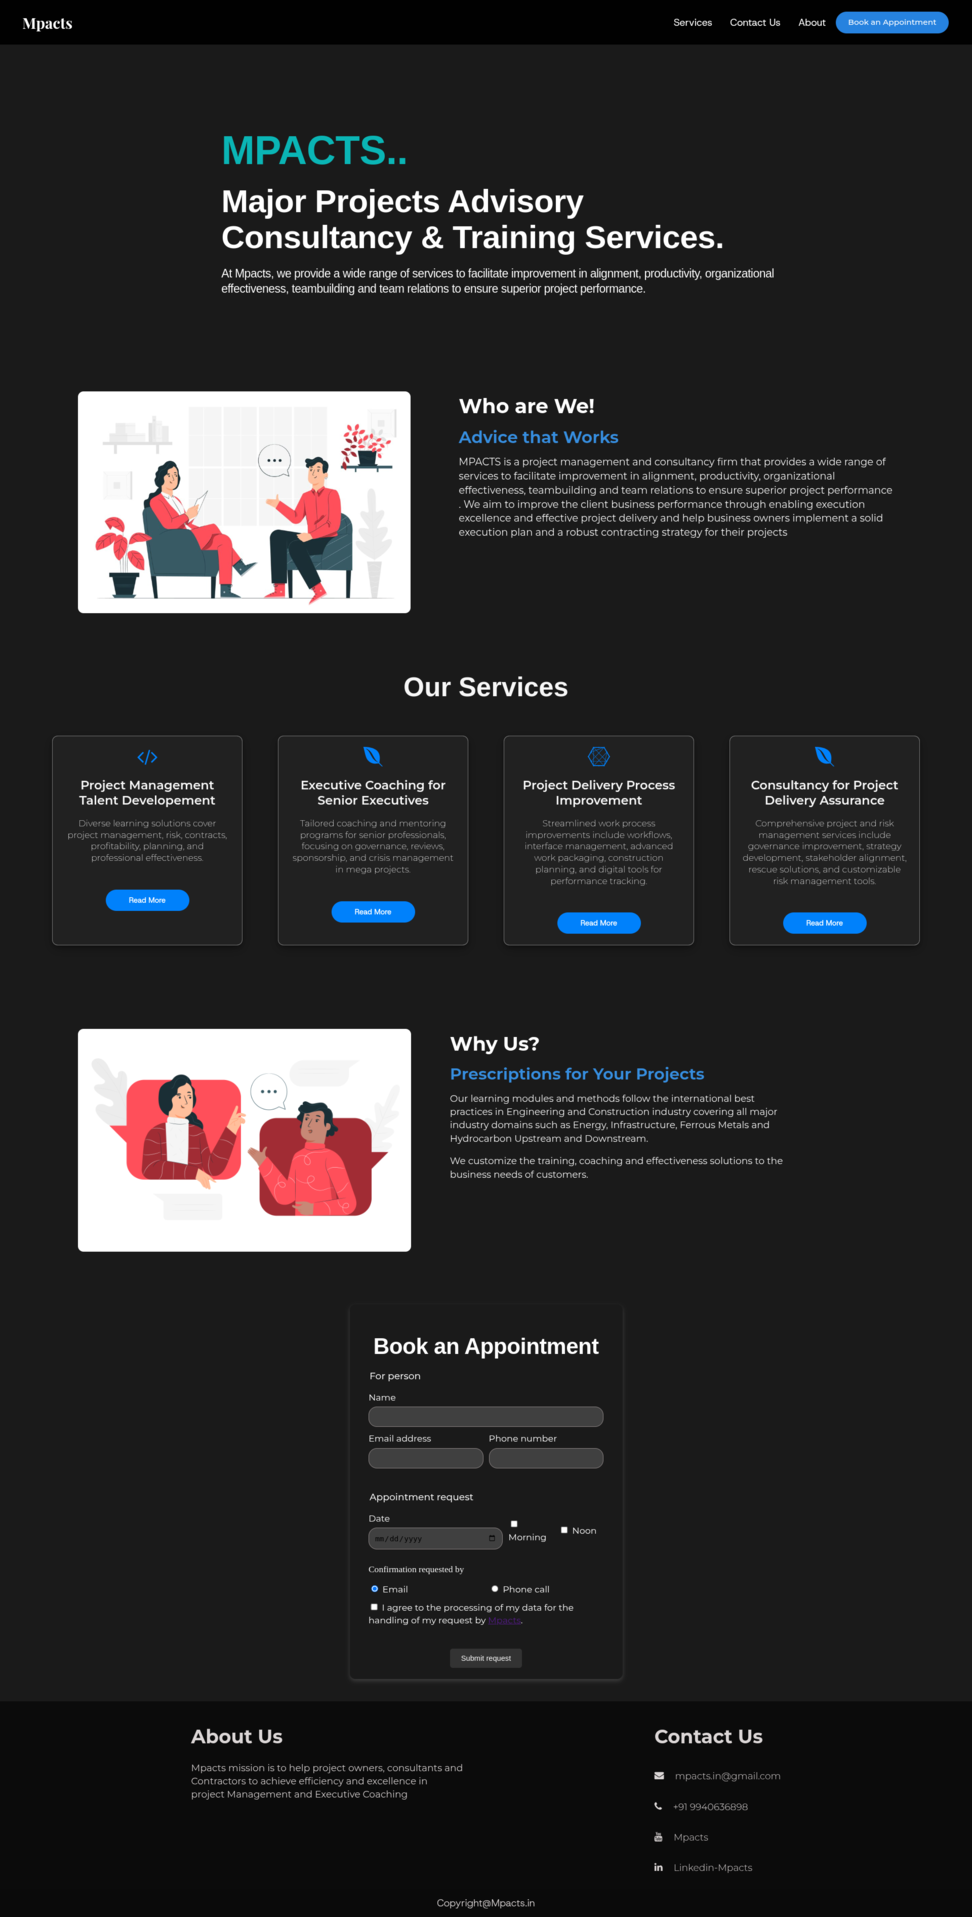 Mpacts
Services
Contact Us
About
Book an Appointment
MPACTS..
Major Projects Advisory
Consultancy & Training Services.
At Mpacts, we provide a wide range of services to facilitate improvement in alignment, productivity, organizational
effectiveness, teambuilding and team relations to ensure superior project performance.
Who are We!
Advice that Works
MPACTS is a project management and consultancy firm that provides a wide range of
services to facilitate improvement in alignment, productivity, organizational
effectiveness, teambuilding and team relations to ensure superior project performance
. We aim to improve the client business performance through enabling execution
excellence and effective project delivery and help business owners implement a solid
execution plan and a robust contracting strategy for their projects
Our Services
Project Management
Talent Developement
Diverse learning solutions cover
project management, risk, contracts,
profitability, planning, and
professional effectiveness.
Read More
Executive Coaching for
Senior Executives
Tailored coaching and mentoring
programs for senior professionals,
focusing on governance, reviews,
sponsorship, and crisis management
in mega projects.
Read More
Project Delivery Process
Improvement
Streamlined work process
improvements include workflows,
interface management, advanced
work packaging, construction
planning, and digital tools for
performance tracking.
Read More
Consultancy for Project
Delivery Assurance
Comprehensive project and risk
management services include
governance improvement, strategy
development, stakeholder alignment,
rescue solutions, and customizable
risk management tools.
Read More
Why Us?
Prescriptions for Your Projects
Our learning modules and methods follow the international best
practices in Engineering and Construction industry covering all major
industry domains such as Energy, Infrastructure, Ferrous Metals and
Hydrocarbon Upstream and Downstream.
We customize the training, coaching and effectiveness solutions to the
business needs of customers.
Book an Appointment
For person
Name
Email address
Phone number
Appointment request
Date
mm/dd/yyyy
Morning
Noon
Confirmation requested by
Email
Phone call
I agree to the processing of my data for the
handling of my request by Mpacts.
Submit request
About Us
Mpacts mission is to help project owners, consultants and
Contractors to achieve efficiency and excellence in
project Management and Executive Coaching
Contact Us
mpacts.in@gmail.com
+91 9940636898
Mpacts
Linkedin-Mpacts
Copyright@Mpacts.in